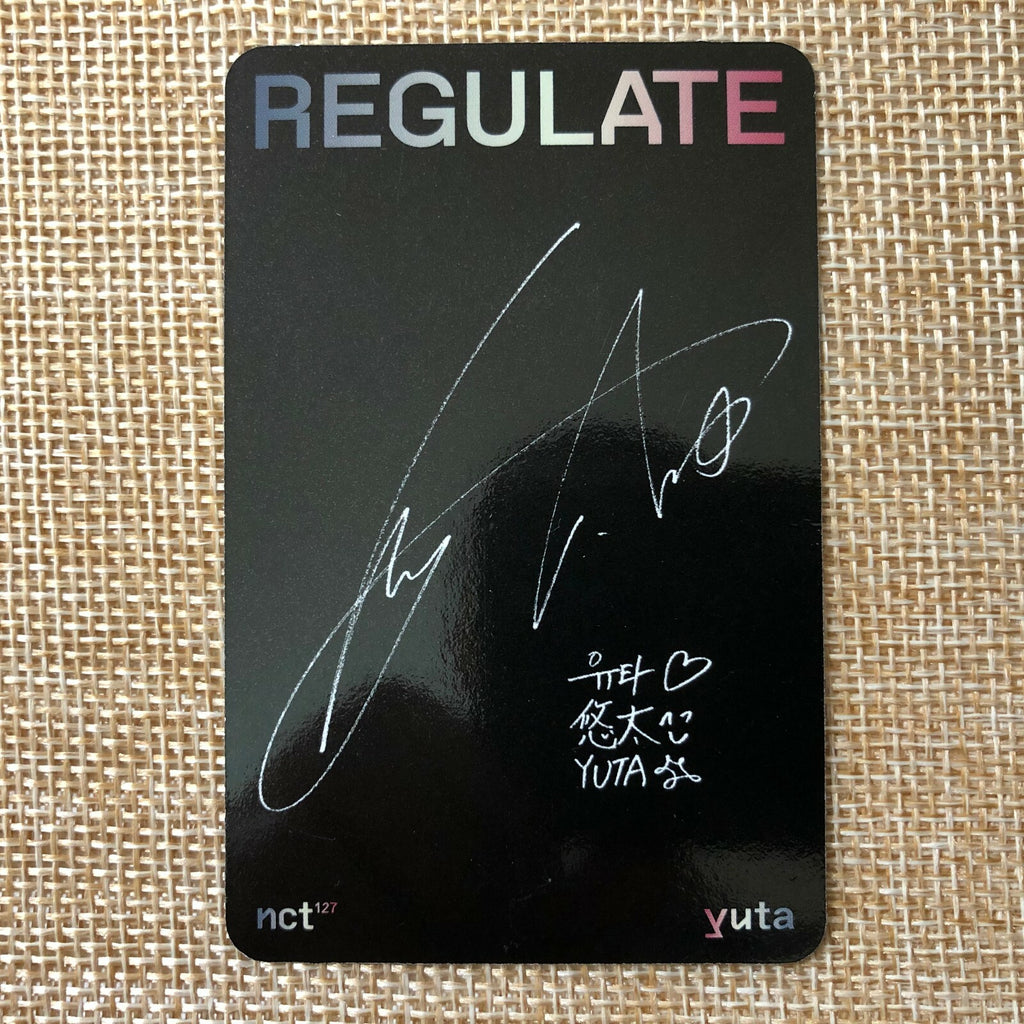 REGULATE
유타♡
悠太
YUTA
nct127
yuta